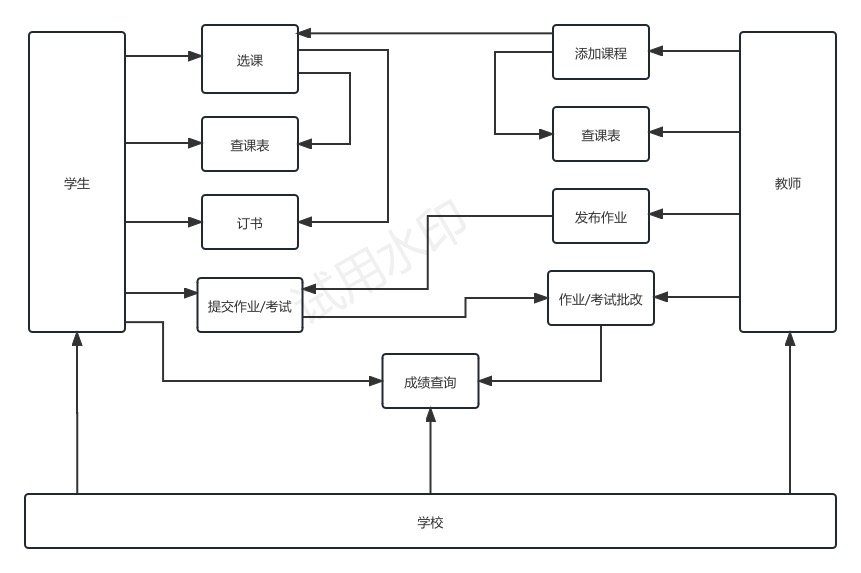 选课
添加课程
查课表
查课表
学生
教师
订书
发布作业
提交作业/考试
作业/考试批改
成绩查询
学校
试用水印